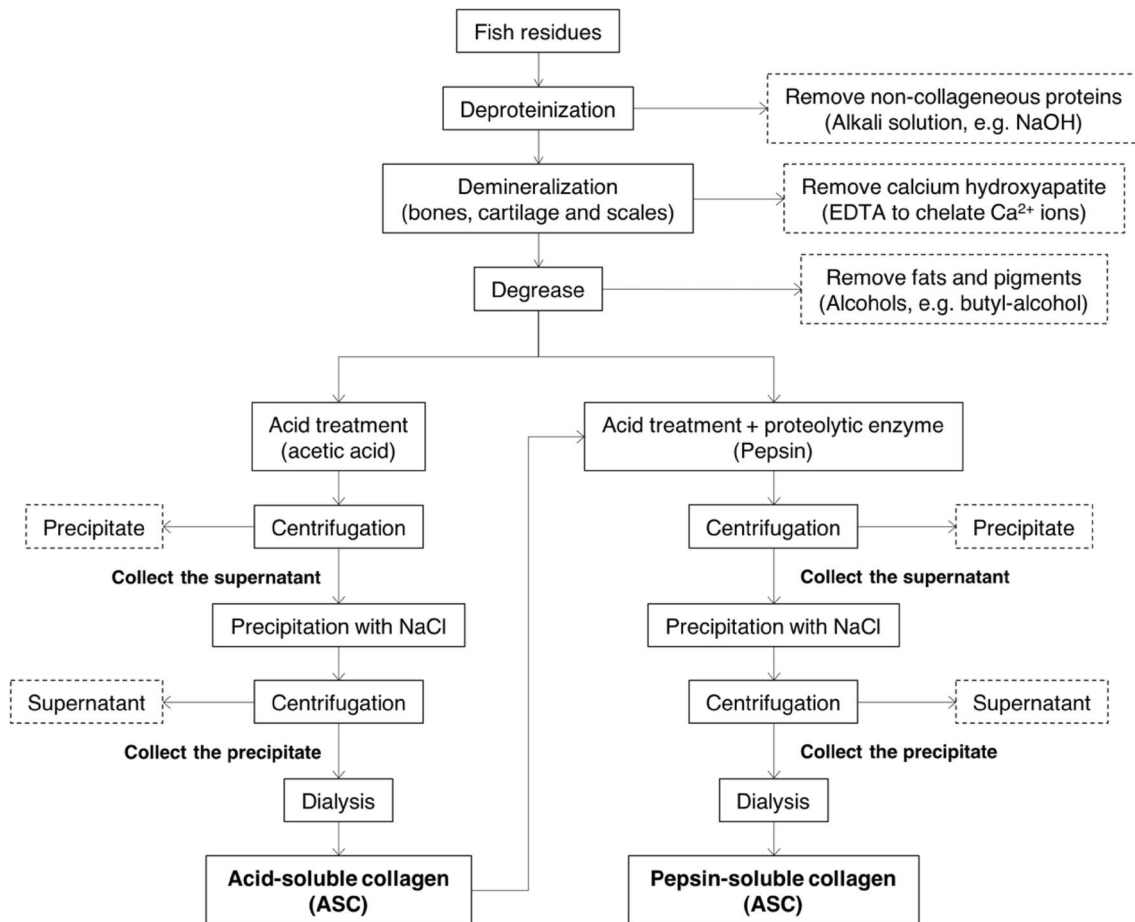 Fish residues
Deproteinization
Remove non-collageneous proteins
(Alkali solution, e.g. NaOH)
Demineralization
(bones, cartilage and scales)
Remove calcium hydroxyapatite
(EDTA to chelate Ca²⁺ ions)
Degrease
Remove fats and pigments
(Alcohols, e.g. butyl-alcohol)
Acid treatment
(acetic acid)
Acid treatment + proteolytic enzyme
(Pepsin)
Precipitate
Centrifugation
Centrifugation
Precipitate
Collect the supernatant
Collect the supernatant
Precipitation with NaCl
Precipitation with NaCl
Supernatant
Centrifugation
Centrifugation
Supernatant
Collect the precipitate
Collect the precipitate
Dialysis
Dialysis
Acid-soluble collagen
(ASC)
Pepsin-soluble collagen
(ASC)